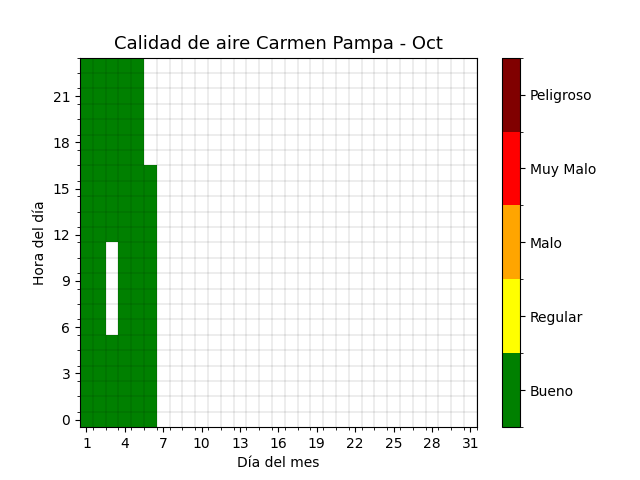 Calidad de aire Carmen Pampa - Oct
Hora del día
21
18
15
12
9
6
3
0
1 4 7 10 13 16 19 22 25 28 31
Día del mes
Peligroso
Muy Malo
Malo
Regular
Bueno